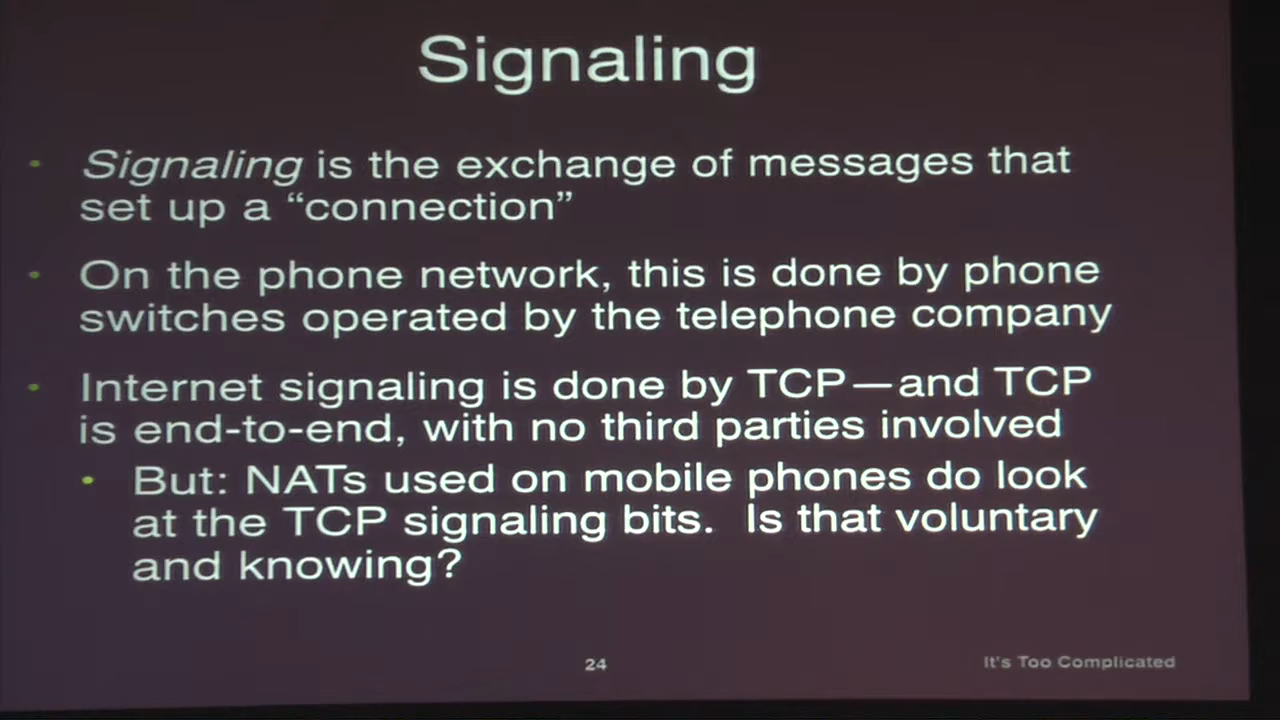 Signaling
• Signaling is the exchange of messages that
set up a “connection”
• On the phone network, this is done by phone
switches operated by the telephone company
• Internet signaling is done by TCP—and TCP
is end-to-end, with no third parties involved
• But: NATs used on mobile phones do look
at the TCP signaling bits. Is that voluntary
and knowing?
24
It's Too Complicated